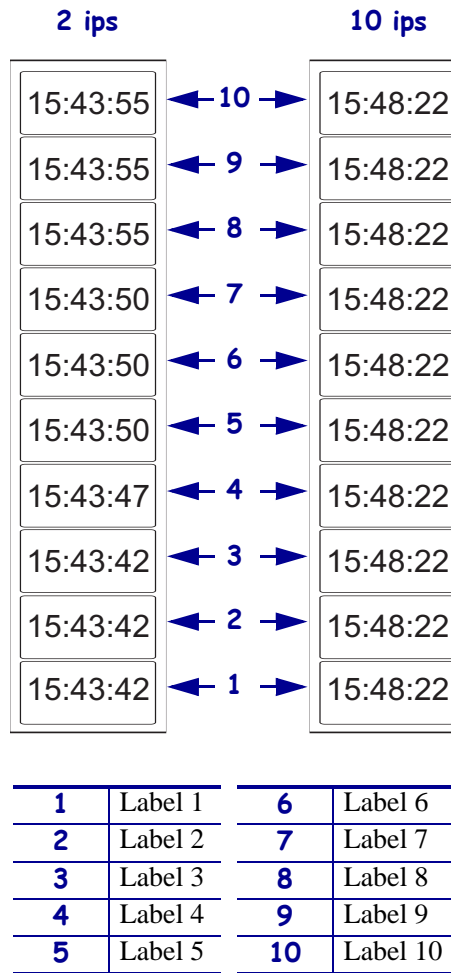 2 ips 10 ips
15:43:55 10 15:48:22
15:43:55 9 15:48:22
15:43:55 8 15:48:22
15:43:50 7 15:48:22
15:43:50 6 15:48:22
15:43:50 5 15:48:22
15:43:47 4 15:48:22
15:43:42 3 15:48:22
15:43:42 2 15:48:22
15:43:42 1 15:48:22
1 Label 1 6 Label 6
2 Label 2 7 Label 7
3 Label 3 8 Label 8
4 Label 4 9 Label 9
5 Label 5 10 Label 10